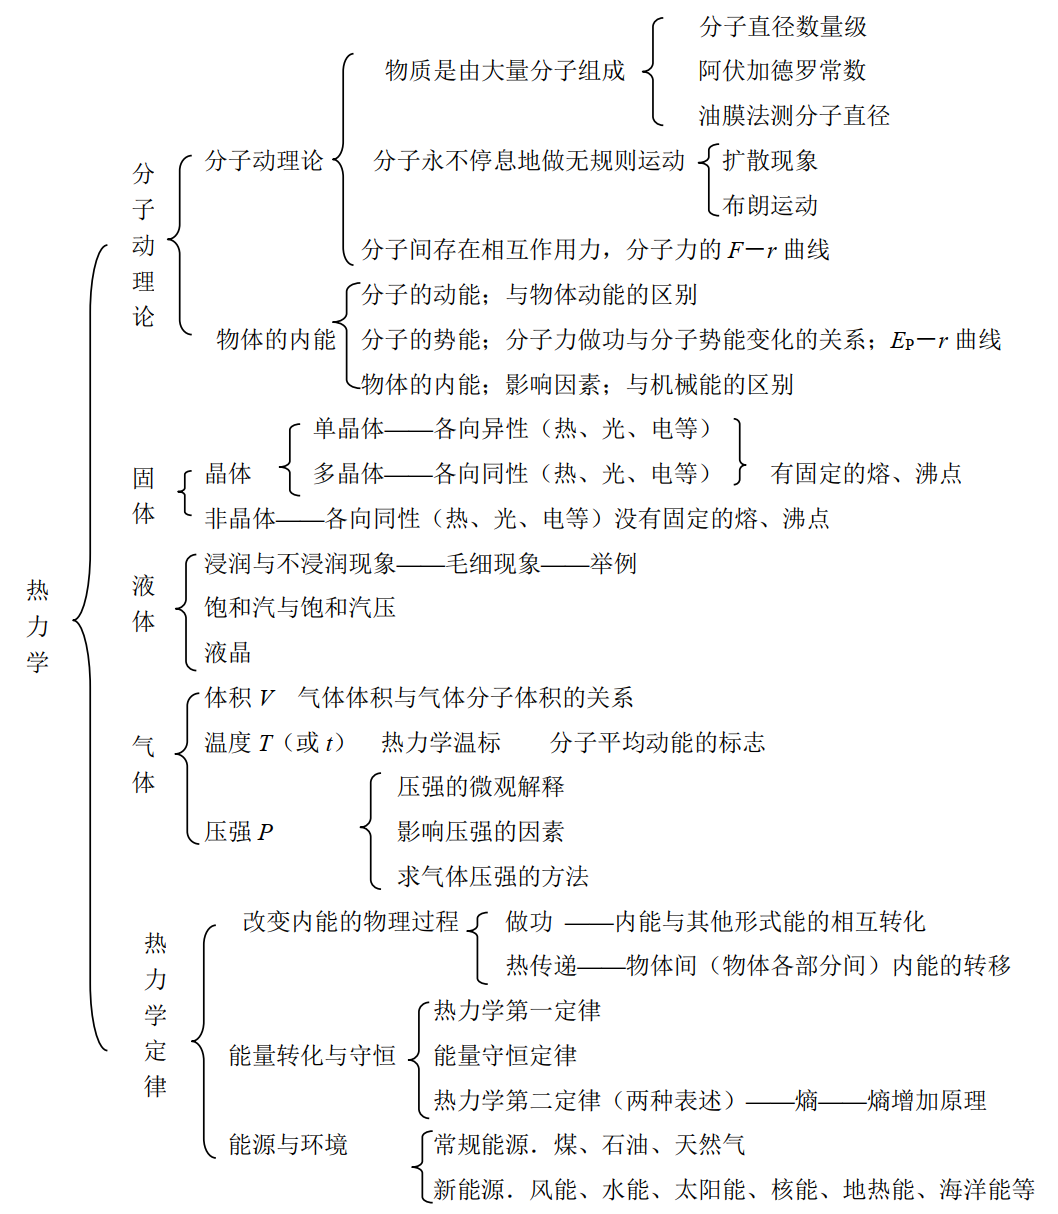 分子直径数量级
物质是由大量分子组成
阿伏加德罗常数
油膜法测分子直径
分子动理论
分子动理论
分子永不停息地做无规则运动
扩散现象
布朗运动
分子间存在相互作用力，分子力的 F－r 曲线
分子的动能；与物体动能的区别
物体的内能
分子的势能；分子力做功与分子势能变化的关系；EP－r 曲线
物体的内能；影响因素；与机械能的区别
单晶体——各向异性（热、光、电等）
固体
晶体
多晶体——各向同性（热、光、电等）
有固定的熔、沸点
非晶体——各向同性（热、光、电等）没有固定的熔、沸点
热力学
液体
浸润与不浸润现象——毛细现象——举例
饱和汽与饱和汽压
液晶
气体
体积 V 气体体积与气体分子体积的关系
温度 T（或 t） 热力学温标 分子平均动能的标志
压强的微观解释
压强 P
影响压强的因素
求气体压强的方法
热力学定律
改变内能的物理过程
做功 ——内能与其他形式能的相互转化
热传递——物体间（物体各部分间）内能的转移
热力学第一定律
能量转化与守恒
能量守恒定律
热力学第二定律（两种表述）——熵——熵增加原理
能源与环境
常规能源．煤、石油、天然气
新能源．风能、水能、太阳能、核能、地热能、海洋能等